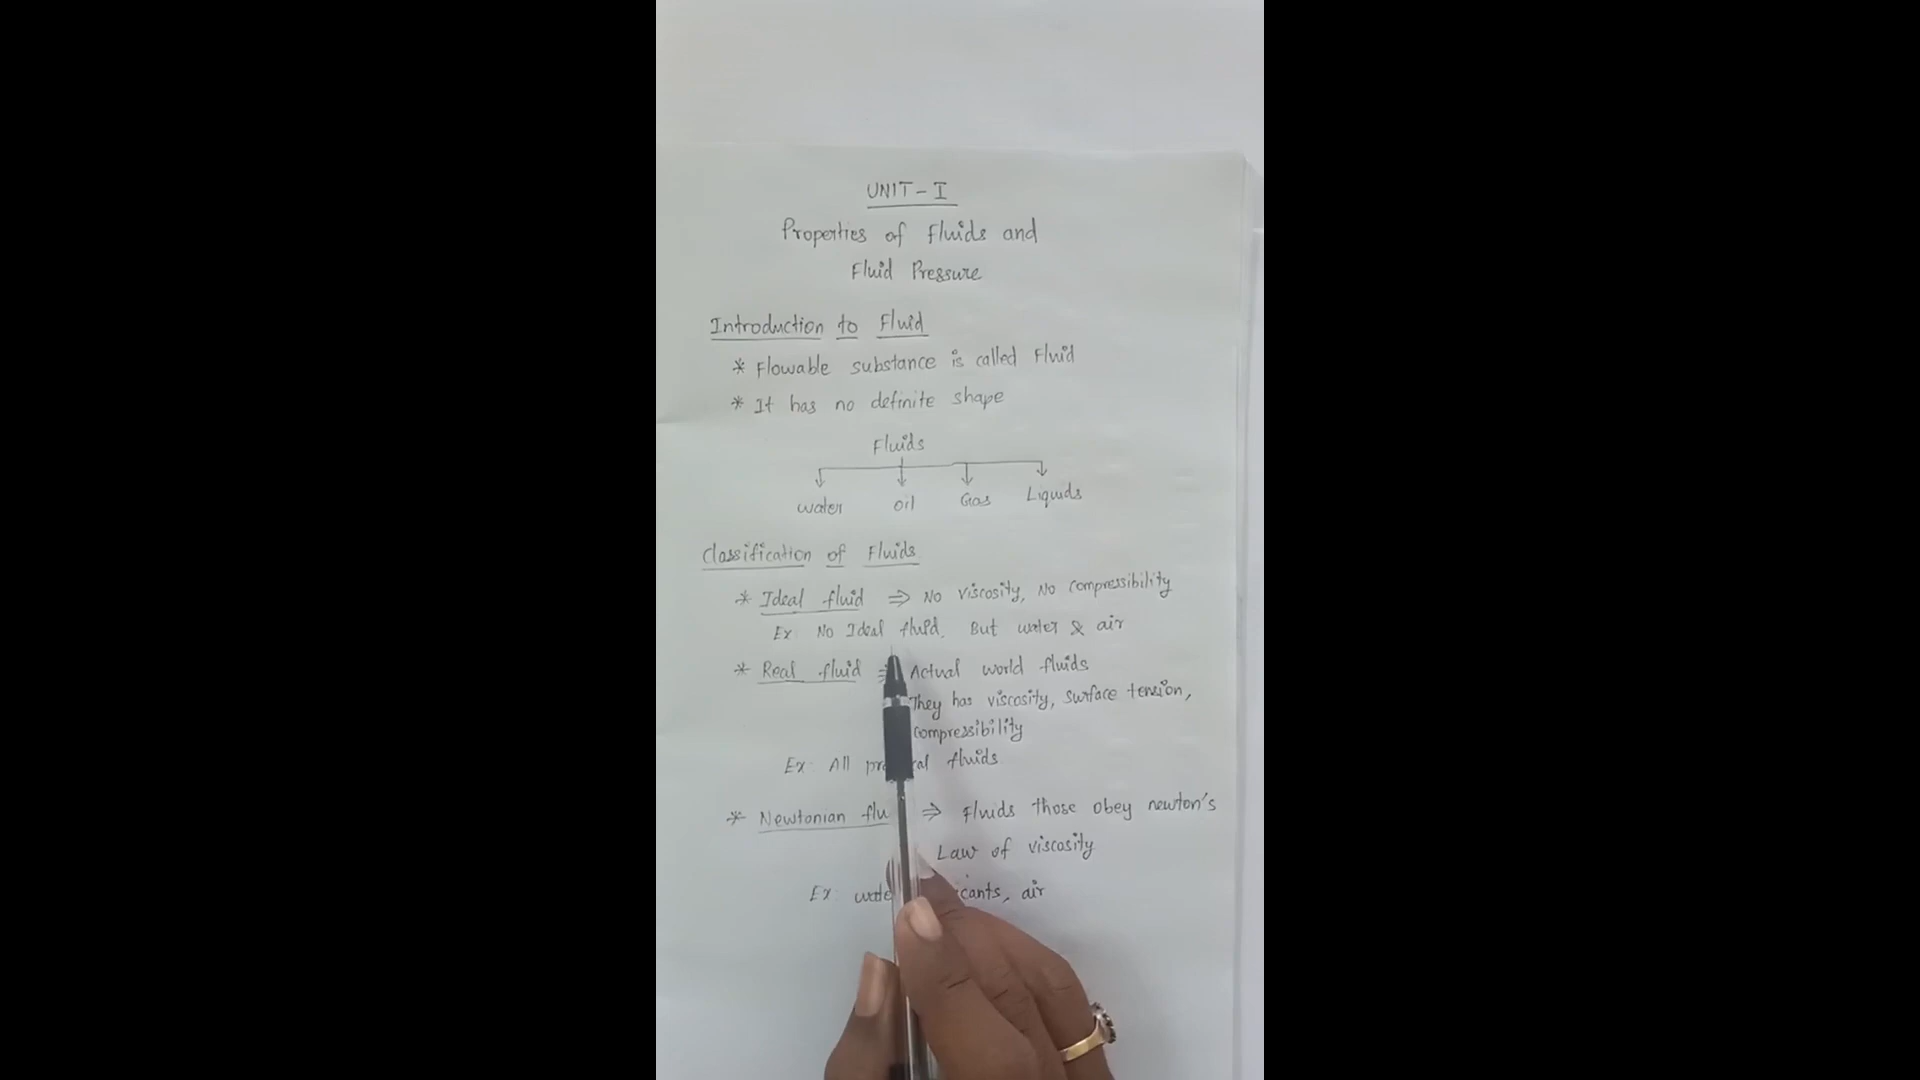 UNIT - I
Properties of Fluids and
Fluid Pressure
Introduction to Fluid
* Flowable substance is called Fluid
* It has no definite shape
Fluids
water oil Gas Liquids
Classification of Fluids
* Ideal fluid ⇒ No viscosity, No compressibility
Ex: No Ideal fluid. But water & air
* Real fluid ⇒ Actual world fluids
They has viscosity, surface tension,
compressibility
Ex: All fluids
* Newtonian ⇒ Fluids those obey newton's
Law of viscosity
Ex: air